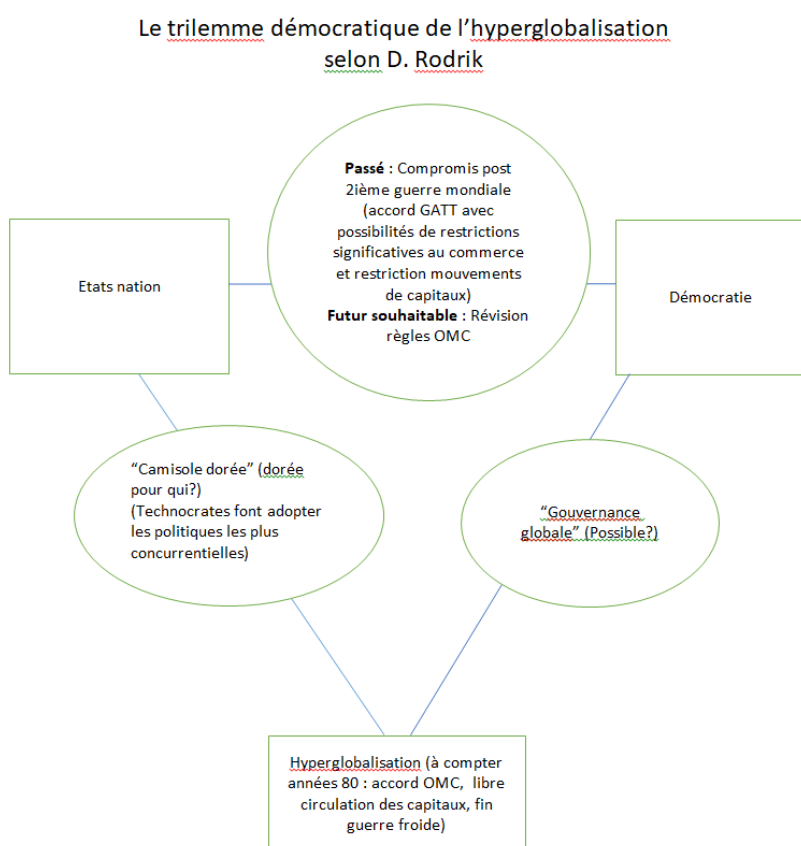 Le trilemme démocratique de l’hyperglobalisation
selon D. Rodrik
Passé : Compromis post
2ième guerre mondiale
(accord GATT avec
possibilités de restrictions
significatives au commerce
et restriction mouvements
de capitaux)
Futur souhaitable : Révision
règles OMC
Etats nation
Démocratie
“Camisole dorée” (dorée
pour qui?)
(Technocrates font adopter
les politiques les plus
concurrentielles)
“Gouvernance
globale” (Possible?)
Hyperglobalisation (à compter
années 80 : accord OMC, libre
circulation des capitaux, fin
guerre froide)